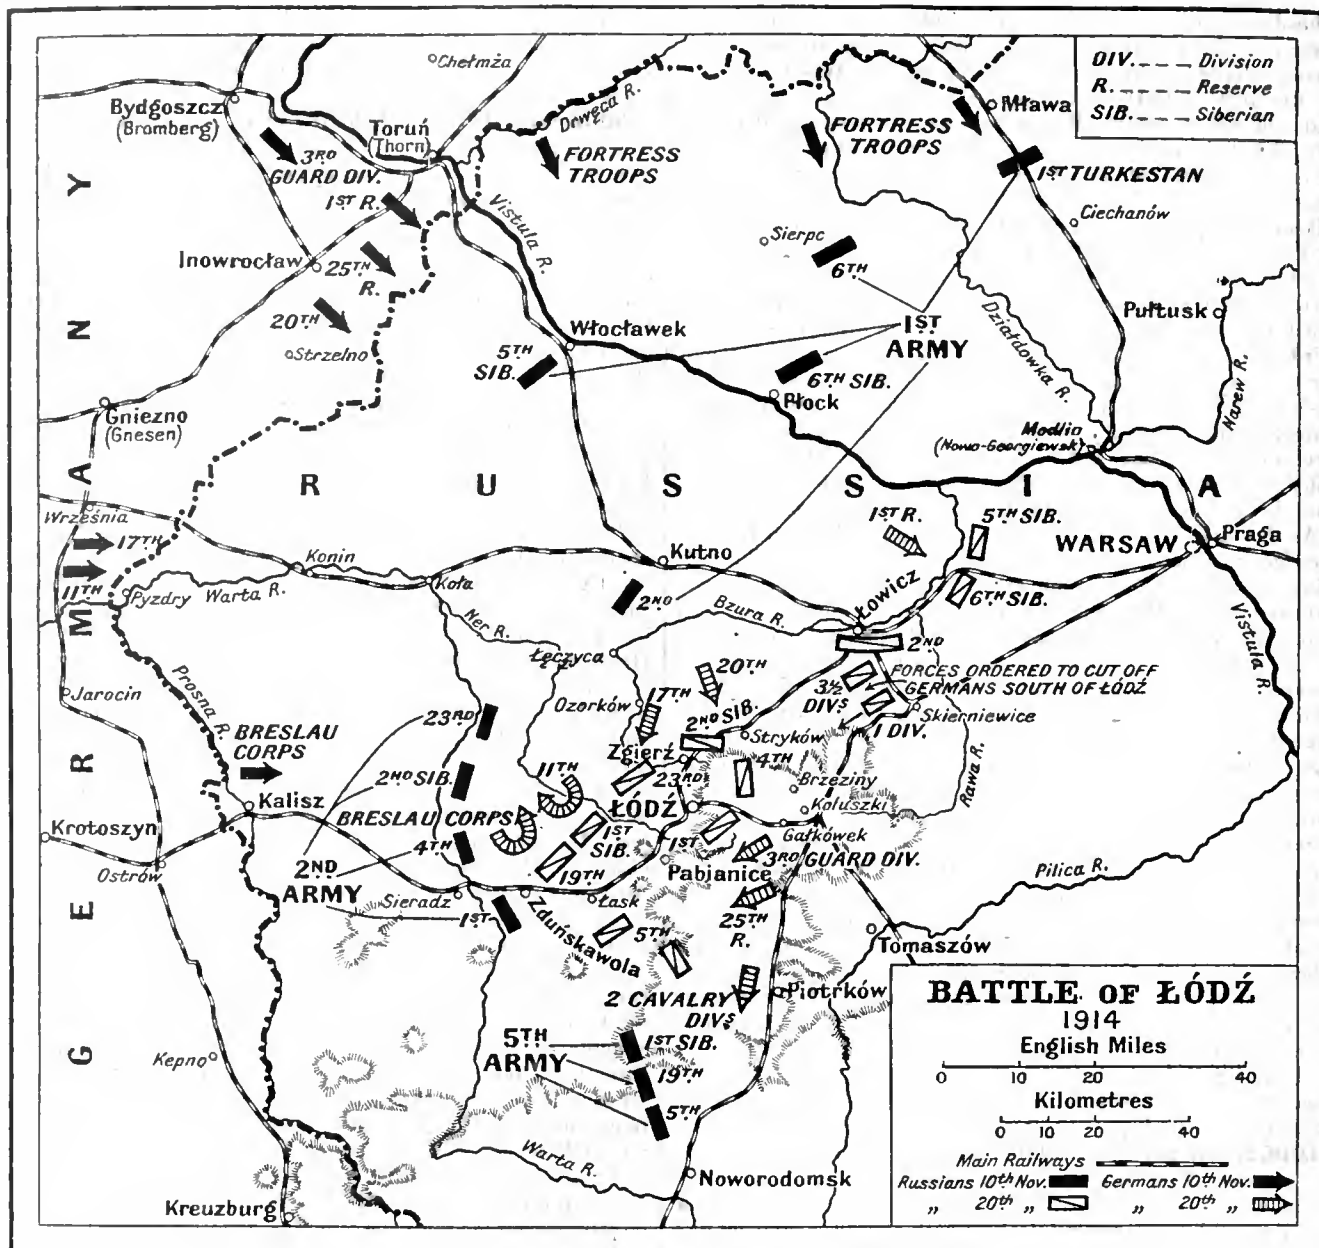 DIV. _ _ _ _ Division
R. _ _ _ _ _ Reserve
SIB. _ _ _ _ Siberian
Chełmża
Bydgoszcz
(Bromberg)
Toruń
(Thorn)
Drwęca R.
Mława
FORTRESS
TROOPS
FORTRESS
TROOPS
3RD
GUARD DIV.
1ST R.
1ST TURKESTAN
Ciechanów
Vistula R.
Sierpc
6TH
Inowrocław
25TH
R.
20TH
Strzelno
Włocławek
5TH
SIB.
1ST
ARMY
6TH SIB.
Płock
Działdowka R.
Pułtusk
Narew R.
Gniezno
(Gnesen)
Modlin
(Nowo-Georgiewsk)
GERMANY
RUSSIA
Września
17TH
11TH
Pyzdry
Warta R.
Konin
Koła
Kutno
1ST R.
5TH SIB.
WARSAW
Praga
2ND
Bzura R.
Łowicz
6TH SIB.
Vistula R.
Ner R.
Łęczyca
2ND
20TH
FORCES ORDERED TO CUT OFF
GERMANS SOUTH OF ŁÓDŹ
3½
DIVS
1 DIV.
Skierniewice
Jarocin
Prosna R.
23RD
Ozorków
17TH
2ND SIB.
Stryków
BRESLAU
CORPS
Zgierź
23RD
4TH
Brzeziny
Rawa R.
2ND SIB.
11TH
Kalisz
ŁÓDŹ
Koluszki
Krotoszyn
BRESLAU CORPS
1ST
SIB.
1ST
Gałkówek
Ostrów
4TH
2ND
ARMY
19TH
Pabjanice
3RD GUARD DIV.
Pilica R.
Sieradz
1ST
Zduńskawola
Łask
5TH
25TH
R.
Tomaszów
2 CAVALRY
DIVS
Piotrków
5TH
ARMY
1ST SIB.
19TH
5TH
Kepno
Warta R.
Noworodomsk
Kreuzburg
BATTLE OF ŁÓDŹ
1914
English Miles
0 10 20 40
Kilometres
0 10 20 40
Main Railways
Russians 10th Nov. Germans 10th Nov.
„ 20th „ „ 20th „